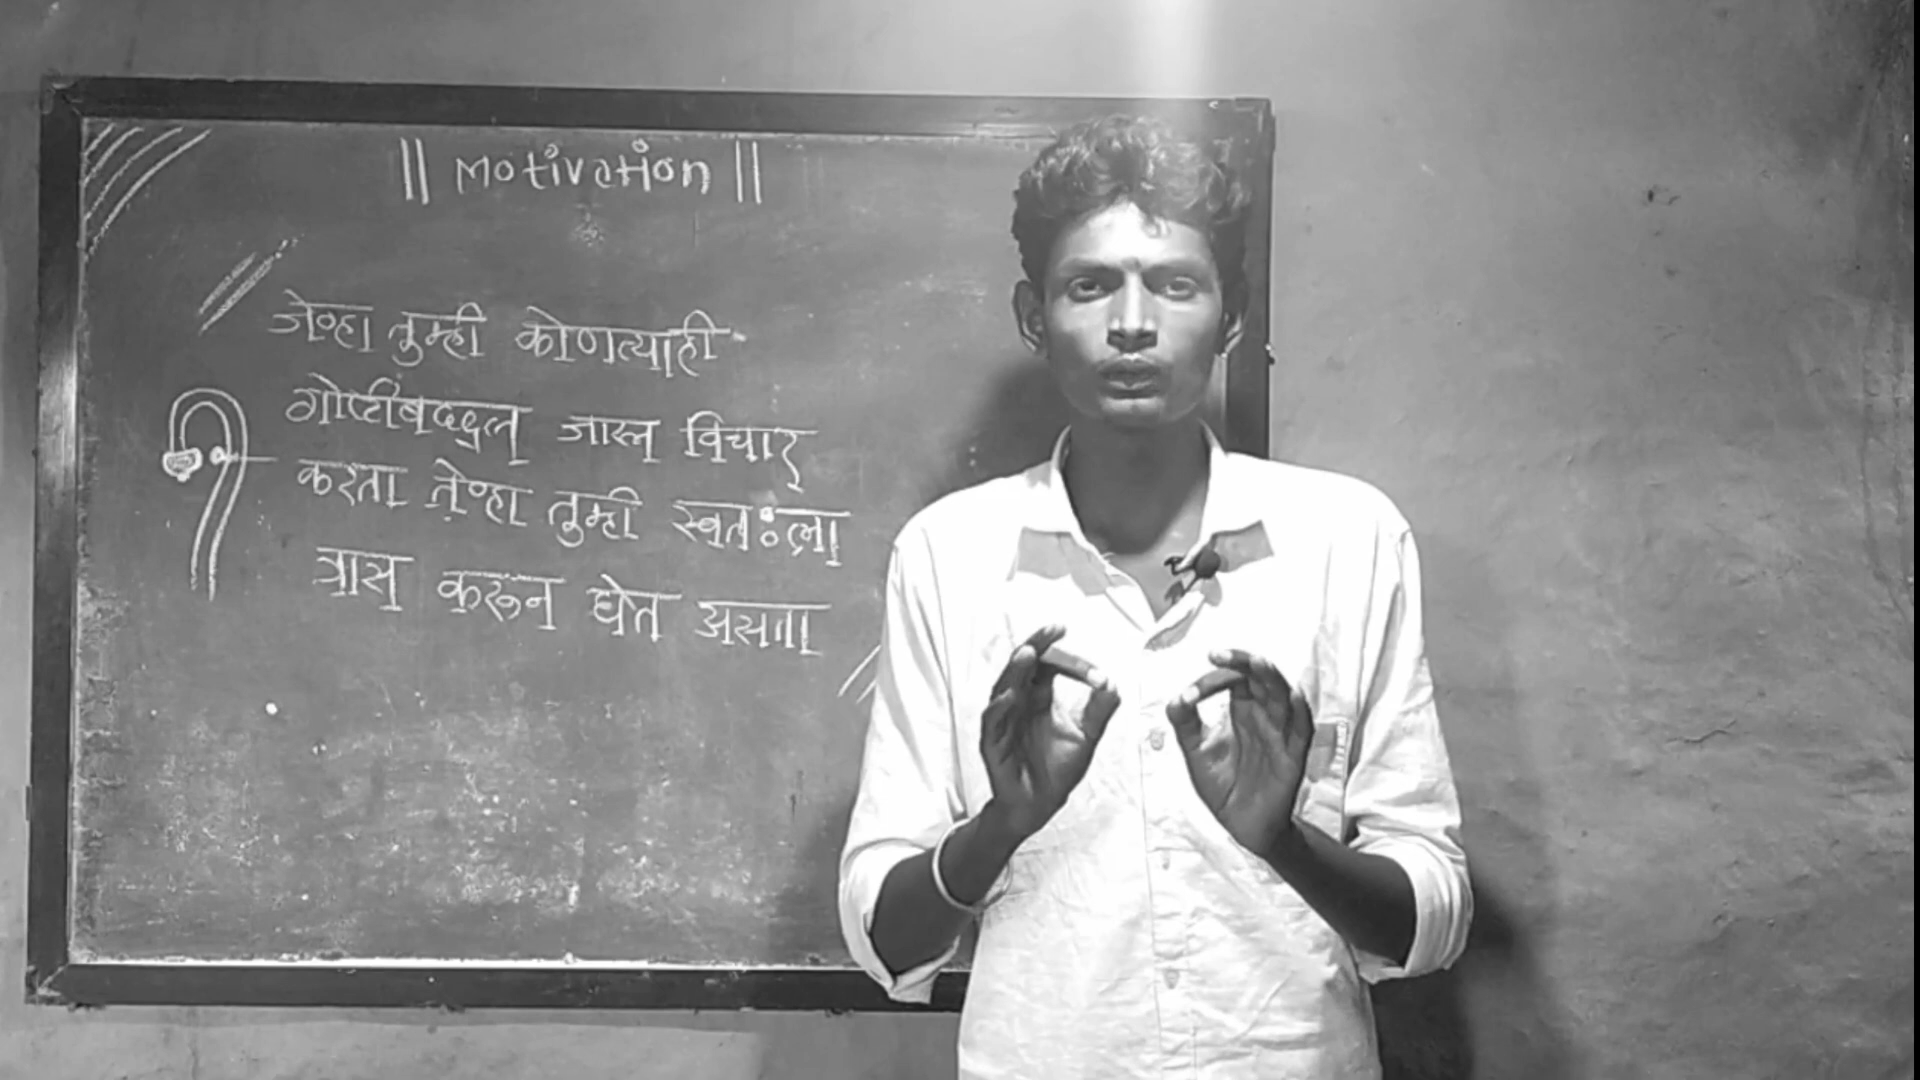 || Motivation ||
जेव्हा तुम्ही कोणत्याही
गोष्टींबद्दल जास्त विचार
करता तेव्हा तुम्ही स्वतःला
त्रास करून घेत असता